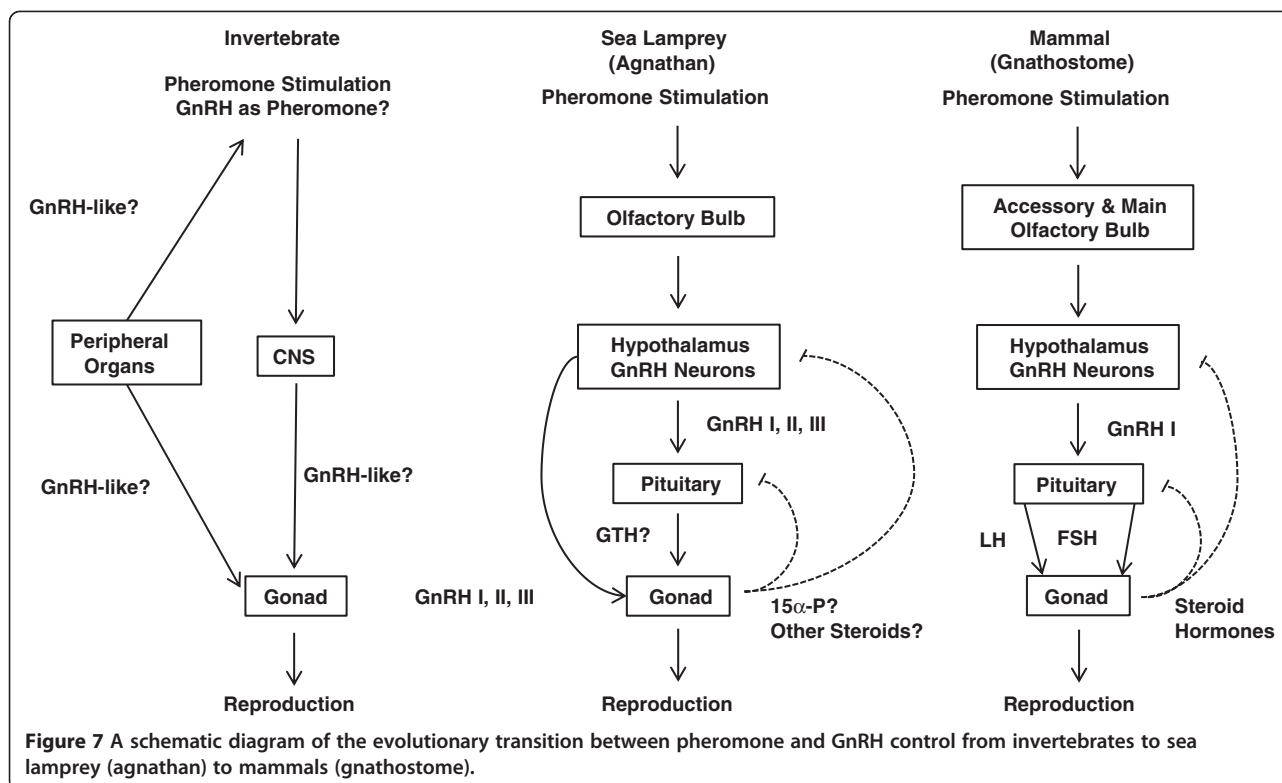 Invertebrate
Pheromone Stimulation
GnRH as Pheromone?
GnRH-like?
Peripheral
Organs
CNS
GnRH-like?
GnRH-like?
Gonad
Reproduction
Sea Lamprey
(Agnathan)
Pheromone Stimulation
Olfactory Bulb
Hypothalamus
GnRH Neurons
GnRH I, II, III
Pituitary
GTH?
GnRH I, II, III
Gonad
15α-P?
Other Steroids?
Reproduction
Mammal
(Gnathostome)
Pheromone Stimulation
Accessory & Main
Olfactory Bulb
Hypothalamus
GnRH Neurons
GnRH I
Pituitary
LH
FSH
Gonad
Steroid
Hormones
Reproduction
Figure 7 A schematic diagram of the evolutionary transition between pheromone and GnRH control from invertebrates to sea
lamprey (agnathan) to mammals (gnathostome).